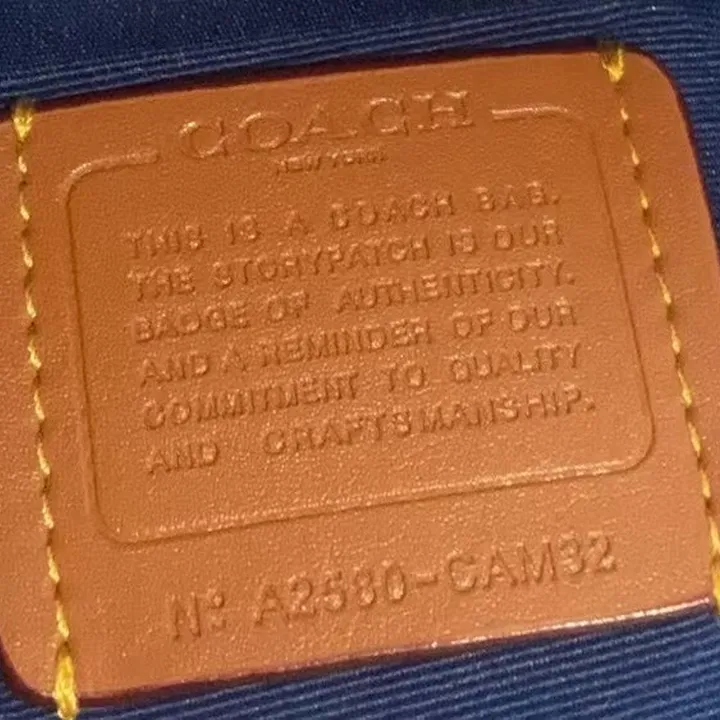 COACH
NEW YORK
THIS IS A COACH BAG.
THE STORYPATCH IS OUR
BADGE OF AUTHENTICITY.
AND A REMINDER OF OUR
COMMITMENT TO QUALITY
AND CRAFTSMANSHIP.
Nº: A2530-CAM32